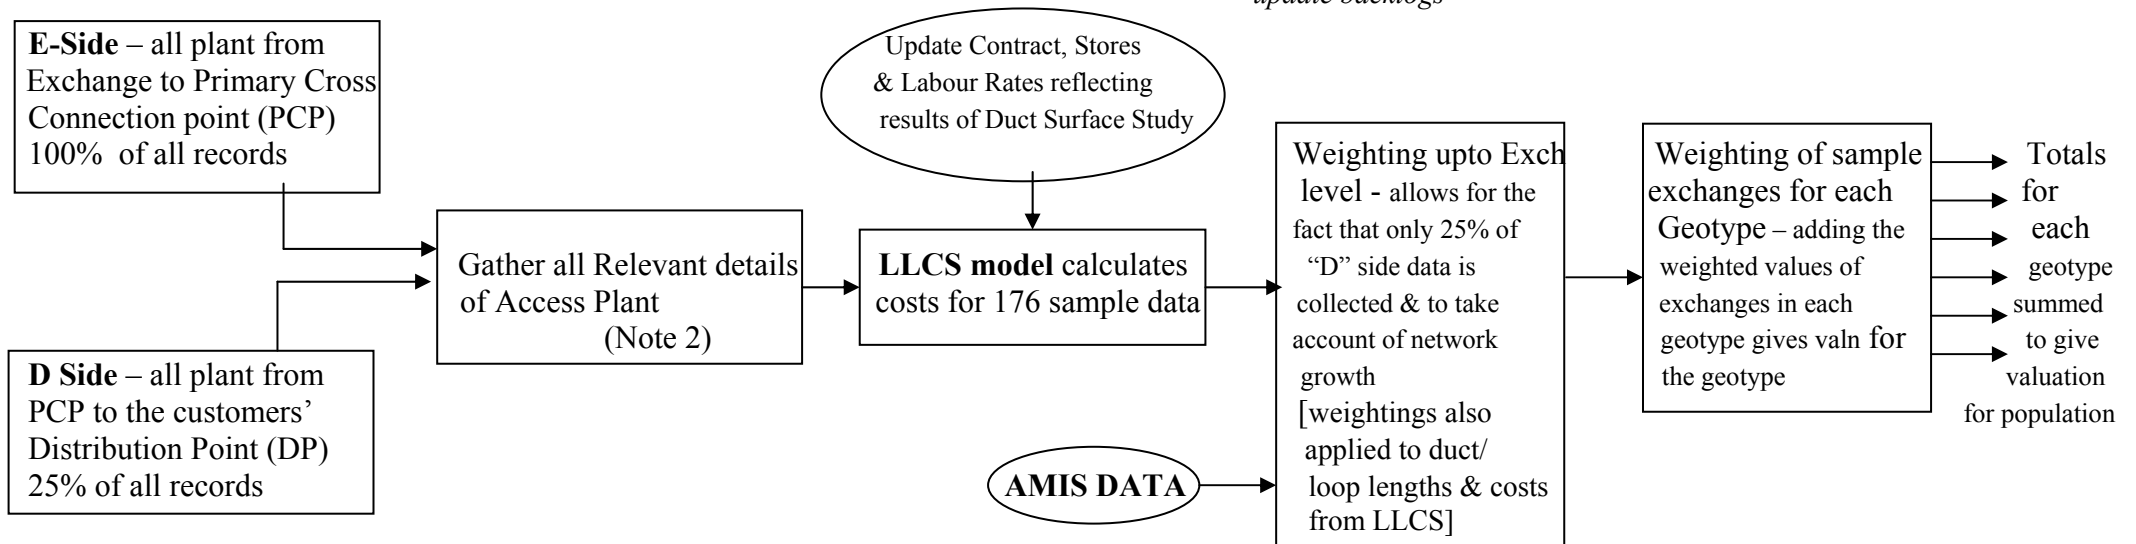 update backlogs
E-Side – all plant from
Exchange to Primary Cross
Connection point (PCP)
100% of all records
D Side – all plant from
PCP to the customers’
Distribution Point (DP)
25% of all records
Gather all Relevant details
of Access Plant
(Note 2)
Update Contract, Stores
& Labour Rates reflecting
results of Duct Surface Study
LLCS model calculates
costs for 176 sample data
AMIS DATA
Weighting upto Exch
level - allows for the
fact that only 25% of
“D” side data is
collected & to take
account of network
growth
[weightings also
applied to duct/
loop lengths & costs
from LLCS]
Weighting of sample
exchanges for each
Geotype – adding the
weighted values of
exchanges in each
geotype gives valn for
the geotype
Totals
for
each
geotype
summed
to give
valuation
for population